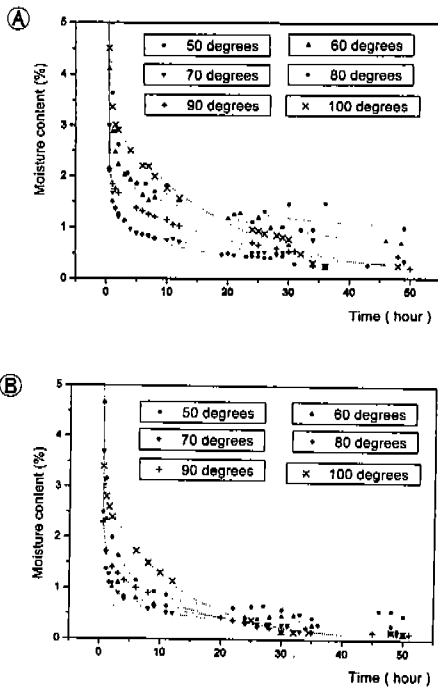 A
Moisture content (%)
5
4
3
2
1
0
50 degrees
60 degrees
70 degrees
80 degrees
90 degrees
100 degrees
0
10
20
30
40
50
Time ( hour )
B
Moisture content (%)
5
4
3
2
1
0
50 degrees
60 degrees
70 degrees
80 degrees
90 degrees
100 degrees
0
10
20
30
40
50
Time ( hour )